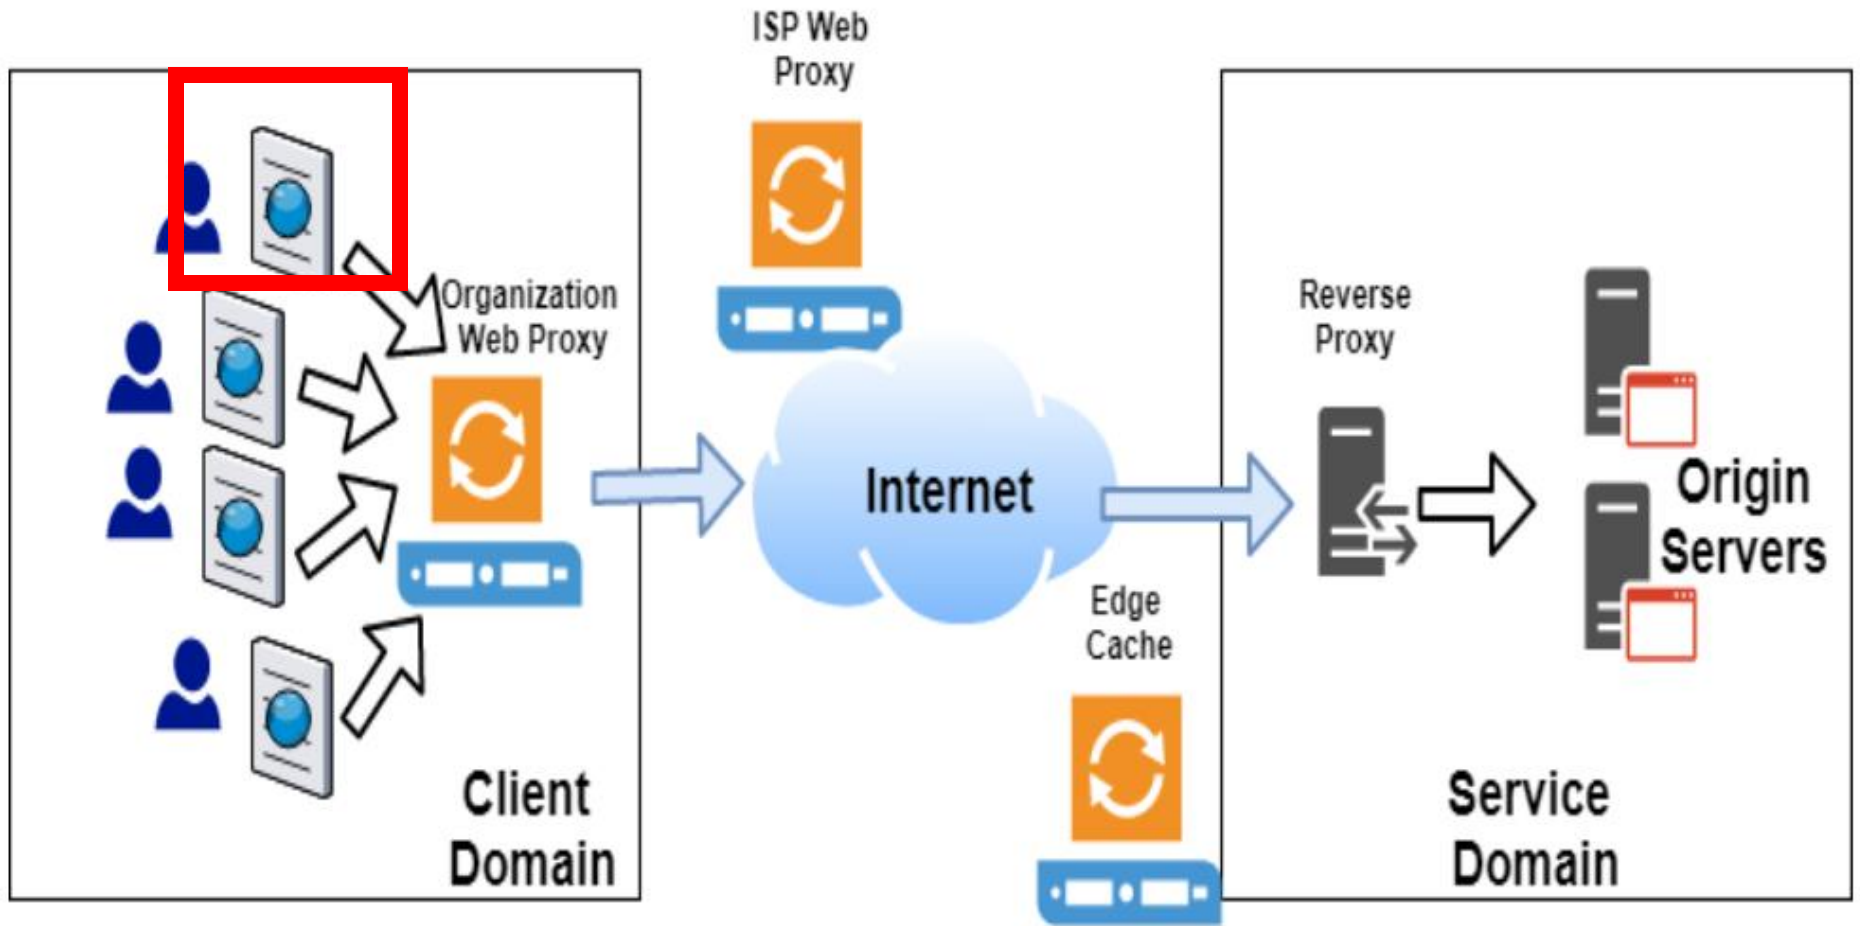 ISP Web
Proxy
Organization
Web Proxy
Internet
Reverse
Proxy
Origin
Servers
Edge
Cache
Client
Domain
Service
Domain